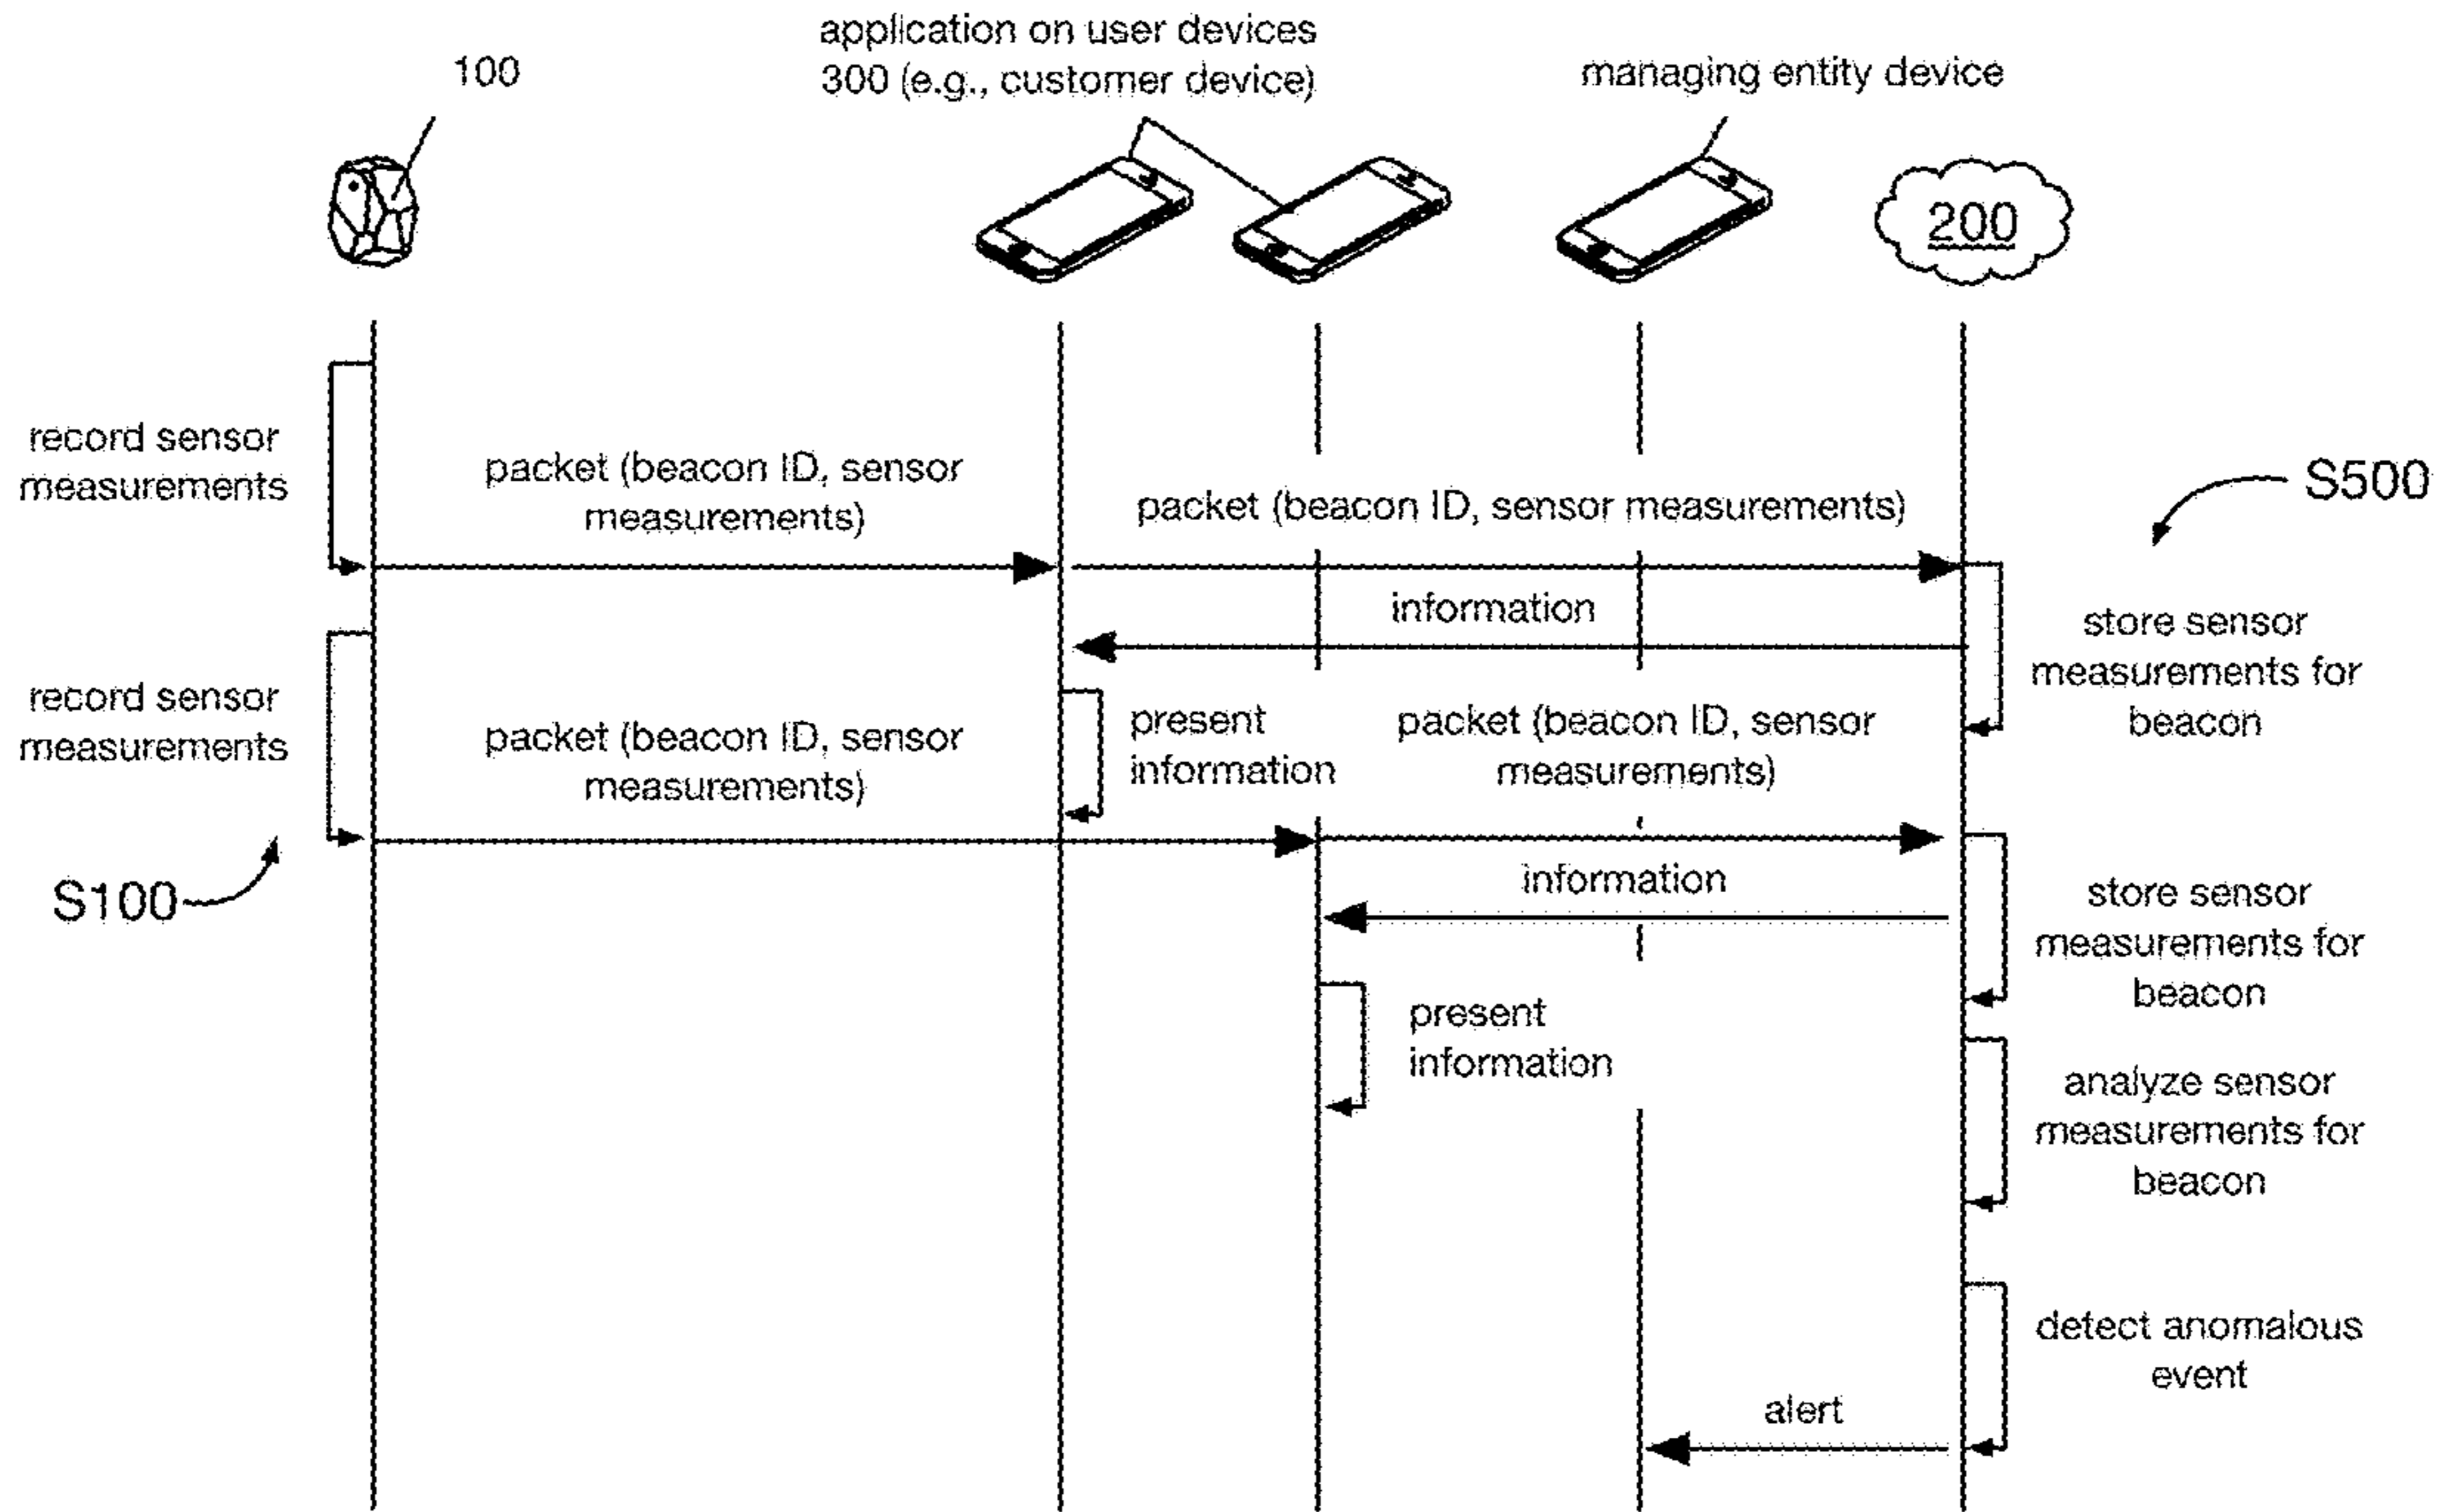 application on user devices
300 (e.g., customer device)
100
managing entity device
200
record sensor
measurements
packet (beacon ID, sensor
measurements)
packet (beacon ID, sensor measurements)
S500
information
store sensor
measurements for
beacon
record sensor
measurements
packet (beacon ID, sensor
measurements)
present
information
packet (beacon ID, sensor
measurements)
S100
information
store sensor
measurements for
beacon
present
information
analyze sensor
measurements for
beacon
detect anomalous
event
alert